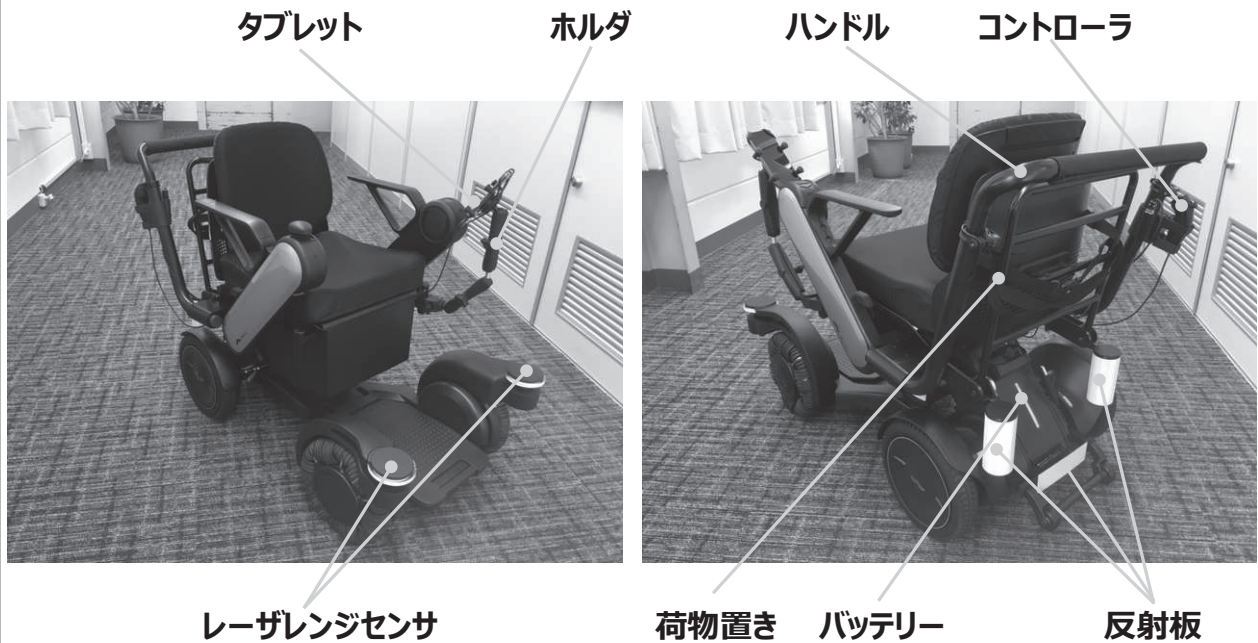 タブレット
ホルダ
ハンドル
コントローラ
レーザレンジセンサ
荷物置き
バッテリー
反射板